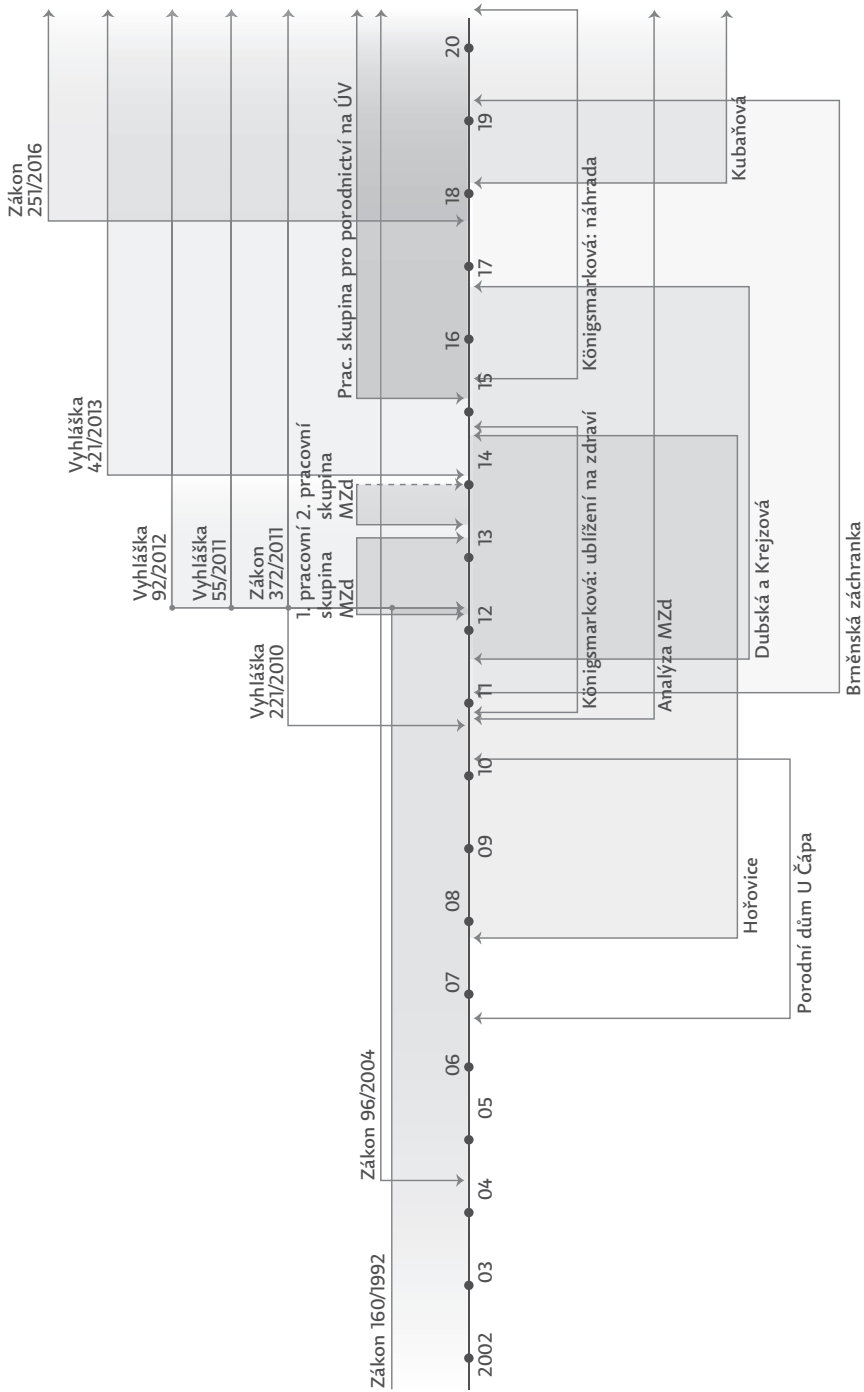 Zákon
251/2016
Vyhláška
421/2013
Vyhláška
92/2012
Vyhláška
55/2011
Zákon
372/2011
Vyhláška
221/2010
1. pracovní
skupina
MZd
2. pracovní
skupina
MZd
Prac. skupina pro porodnictví na ÚV
Zákon 96/2004
Zákon 160/1992
2002 03 04 05 06 07 08 09 10 11 12 13 14 15 16 17 18 19 20
Königsmarková: ublížení na zdraví
Königsmarková: náhrada
Analýza MZd
Kubaňová
Hořovice
Dubská a Krejzová
Porodní dům U Čápa
Brněnská záchranka